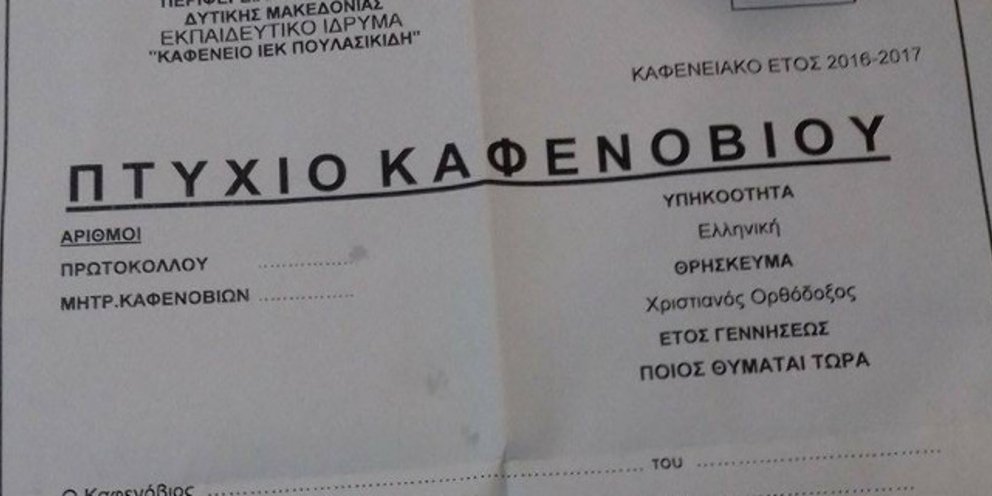 ΔΥΤΙΚΗΣ ΜΑΚΕΔΟΝΙΑΣ
ΕΚΠΑΙΔΕΥΤΙΚΟ ΙΔΡΥΜΑ
"ΚΑΦΕΝΕΙΟ ΙΕΚ ΠΟΥΛΑΣΙΚΙΔΗ"
ΚΑΦΕΝΕΙΑΚΟ ΕΤΟΣ 2016-2017
ΠΤΥΧΙΟ ΚΑΦΕΝΟΒΙΟΥ
ΑΡΙΘΜΟΙ
ΠΡΩΤΟΚΟΛΛΟΥ ................
ΜΗΤΡ.ΚΑΦΕΝΟΒΙΩΝ ................
ΥΠΗΚΟΟΤΗΤΑ
Ελληνική
ΘΡΗΣΚΕΥΜΑ
Χριστιανός Ορθόδοξος
ΕΤΟΣ ΓΕΝΝΗΣΕΩΣ
ΠΟΙΟΣ ΘΥΜΑΤΑΙ ΤΩΡΑ
Ο Καφενόβιος ................ του ................